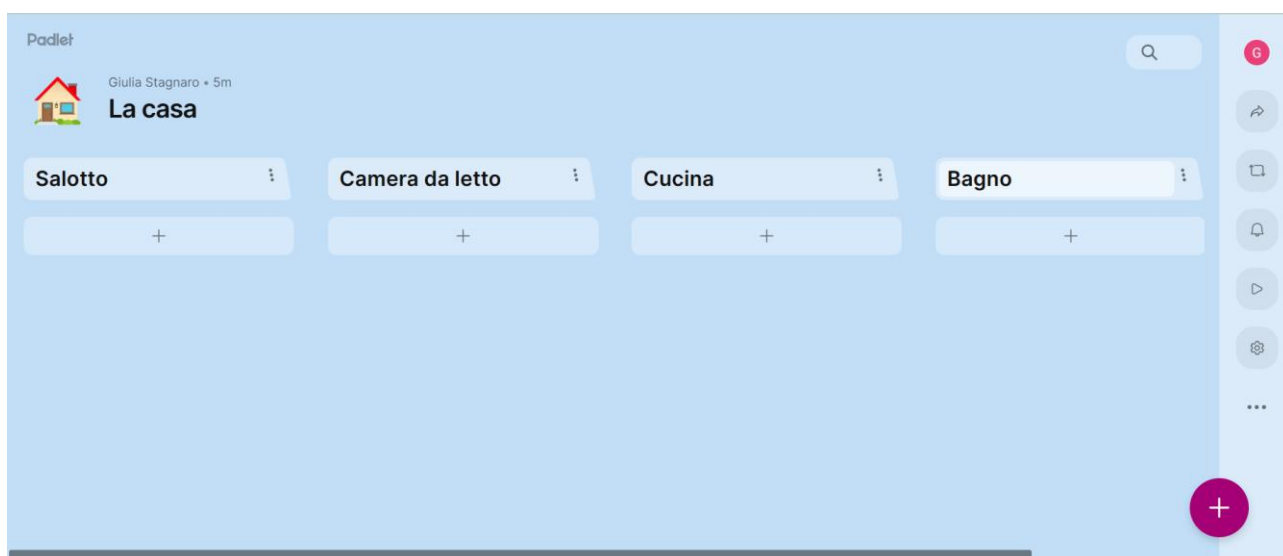 Padlet
Giulia Stagnaro • 5m
La casa
G
Salotto
Camera da letto
Cucina
Bagno